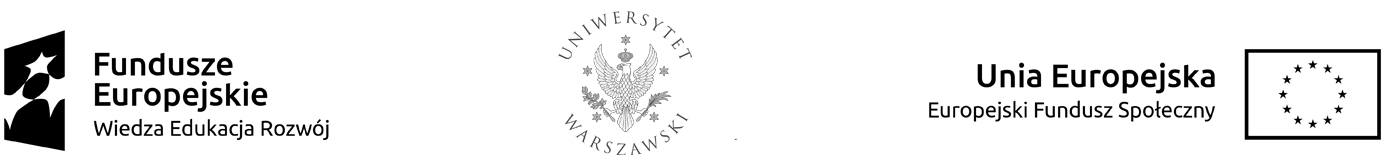 Fundusze
Europejskie
Wiedza Edukacja Rozwój
UNIWERSYTET
WARSZAWSKI
Unia Europejska
Europejski Fundusz Społeczny